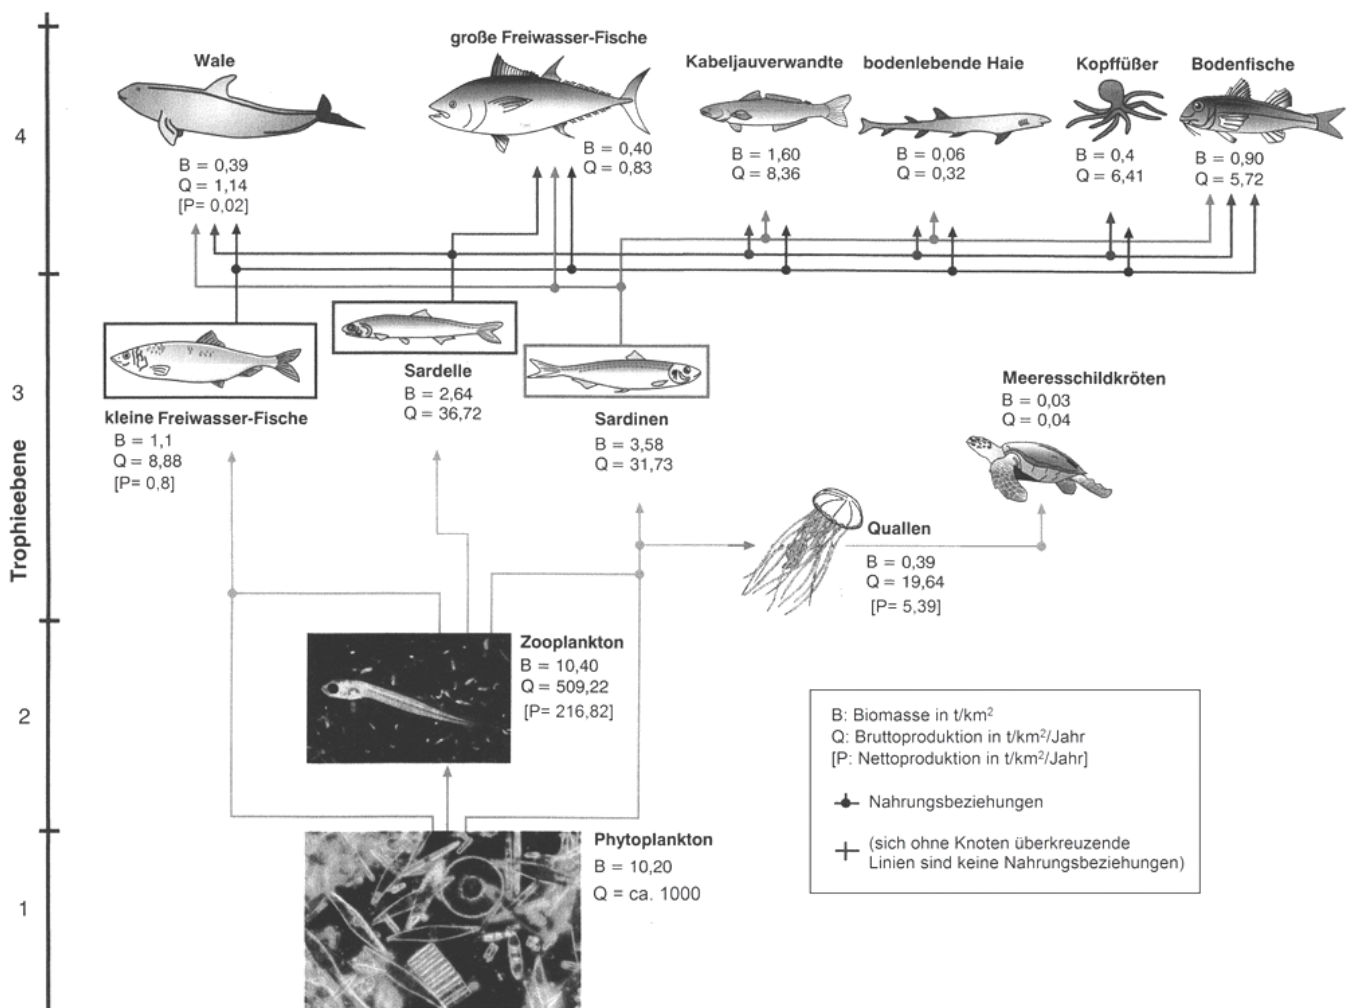 Trophieebene
4
3
2
1
Wale
B = 0,39
Q = 1,14
[P= 0,02]
große Freiwasser-Fische
B = 0,40
Q = 0,83
Kabeljauverwandte
B = 1,60
Q = 8,36
bodenlebende Haie
B = 0,06
Q = 0,32
Kopffüßer
B = 0,4
Q = 6,41
Bodenfische
B = 0,90
Q = 5,72
kleine Freiwasser-Fische
B = 1,1
Q = 8,88
[P= 0,8]
Sardelle
B = 2,64
Q = 36,72
Sardinen
B = 3,58
Q = 31,73
Meeresschildkröten
B = 0,03
Q = 0,04
Quallen
B = 0,39
Q = 19,64
[P= 5,39]
Zooplankton
B = 10,40
Q = 509,22
[P= 216,82]
Phytoplankton
B = 10,20
Q = ca. 1000
B: Biomasse in t/km²
Q: Bruttoproduktion in t/km²/Jahr
[P: Nettoproduktion in t/km²/Jahr]
Nahrungsbeziehungen
(sich ohne Knoten überkreuzende
Linien sind keine Nahrungsbeziehungen)